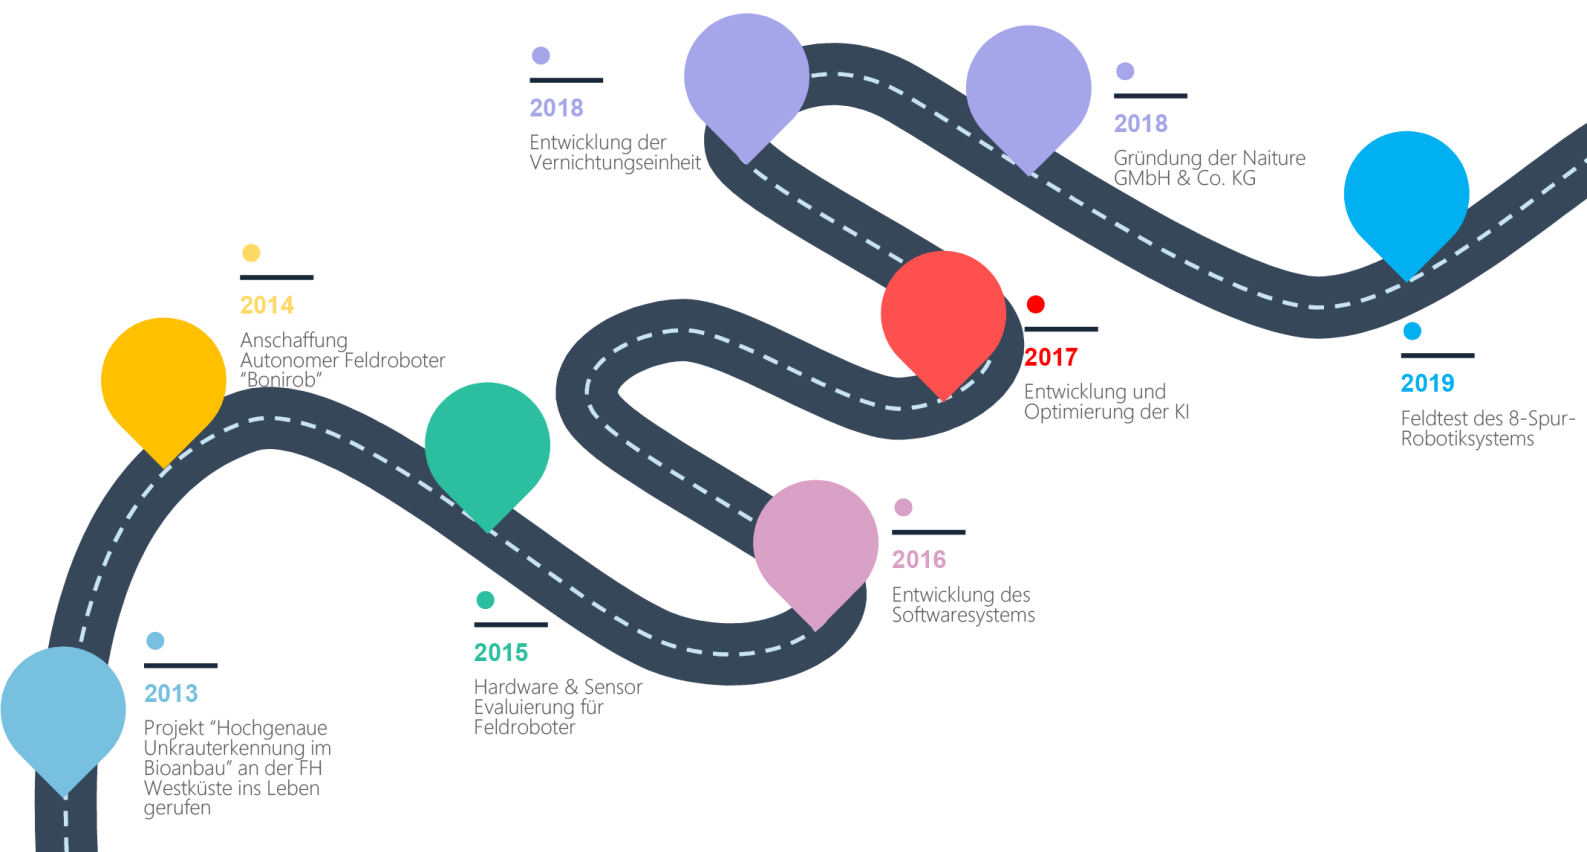 2013
Projekt “Hochgenaue
Unkrauterkennung im
Bioanbau” an der FH
Westküste ins Leben
gerufen
2014
Anschaffung
Autonomer Feldroboter
“Bonirob”
2015
Hardware & Sensor
Evaluierung für
Feldroboter
2016
Entwicklung des
Softwaresystems
2017
Entwicklung und
Optimierung der KI
2018
Entwicklung der
Vernichtungseinheit
2018
Gründung der Naiture
GMbH & Co. KG
2019
Feldtest des 8-Spur-
Robotiksystems